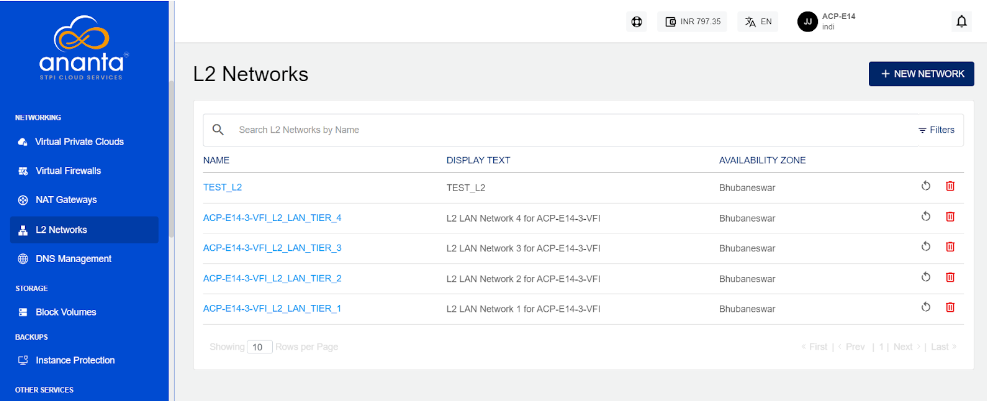 ananta
STPI CLOUD SERVICES
NETWORKING
Virtual Private Clouds
Virtual Firewalls
NAT Gateways
L2 Networks
DNS Management
STORAGE
Block Volumes
BACKUPS
Instance Protection
OTHER SERVICES
INR 797.35
EN
JJ
ACP-E14
indi
L2 Networks
+ NEW NETWORK
Search L2 Networks by Name
Filters
NAME DISPLAY TEXT AVAILABILITY ZONE
TEST_L2 TEST_L2 Bhubaneswar
ACP-E14-3-VFI_L2_LAN_TIER_4 L2 LAN Network 4 for ACP-E14-3-VFI Bhubaneswar
ACP-E14-3-VFI_L2_LAN_TIER_3 L2 LAN Network 3 for ACP-E14-3-VFI Bhubaneswar
ACP-E14-3-VFI_L2_LAN_TIER_2 L2 LAN Network 2 for ACP-E14-3-VFI Bhubaneswar
ACP-E14-3-VFI_L2_LAN_TIER_1 L2 LAN Network 1 for ACP-E14-3-VFI Bhubaneswar
Showing 10 Rows per Page < First | < Prev | 1 | Next > | Last >